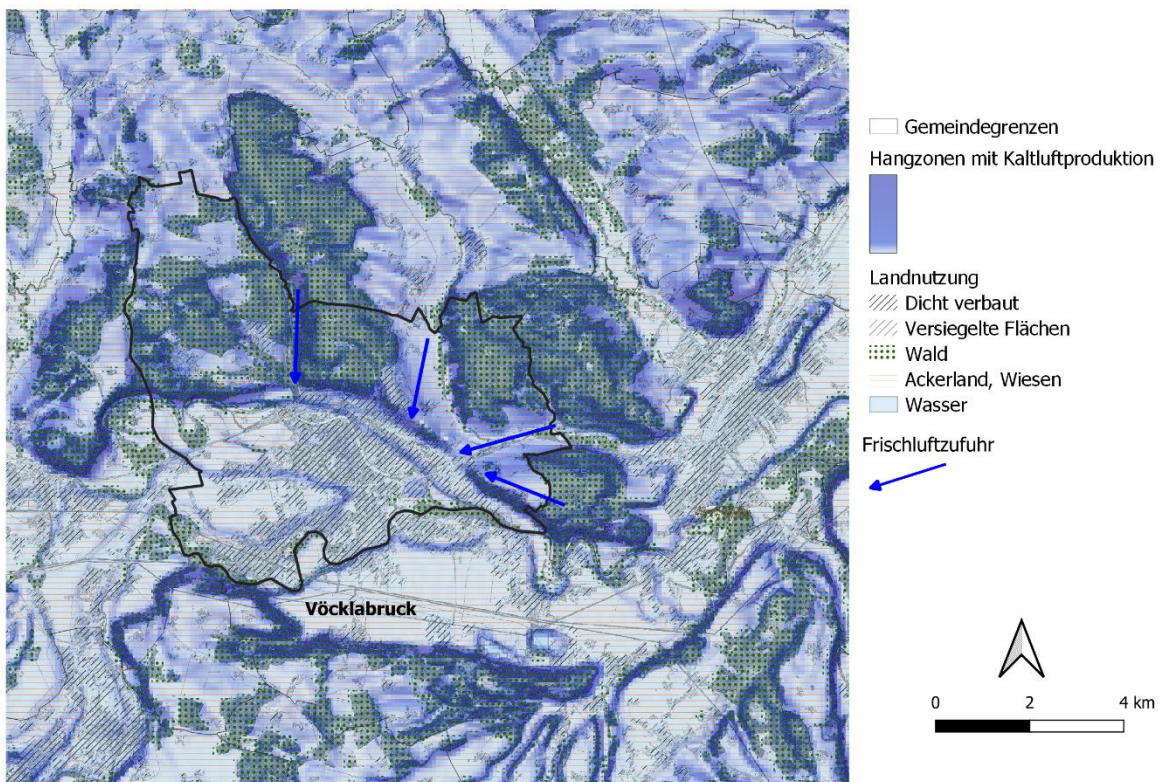 Gemeindegrenzen
Hangzonen mit Kaltluftproduktion
Landnutzung
Dicht verbaut
Versiegelte Flächen
Wald
Ackerland, Wiesen
Wasser
Frischluftzufuhr
Vöcklabruck
0 2 4 km